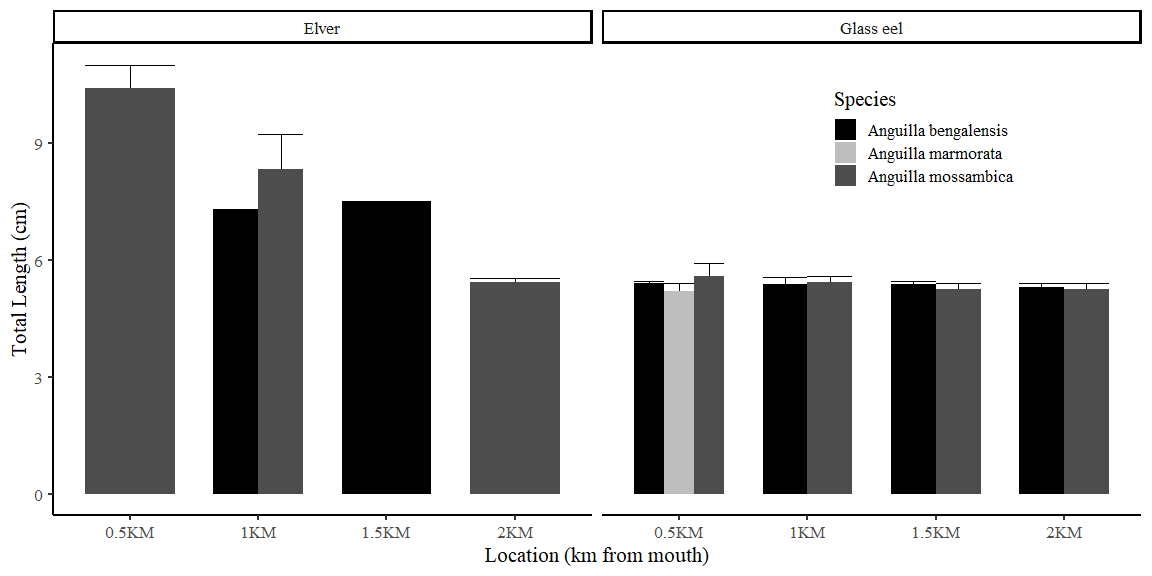 Elver
Glass eel
Species
Anguilla bengalensis
Anguilla marmorata
Anguilla mossambica
Total Length (cm)
9
6
3
0
0.5KM 1KM 1.5KM 2KM
0.5KM 1KM 1.5KM 2KM
Location (km from mouth)